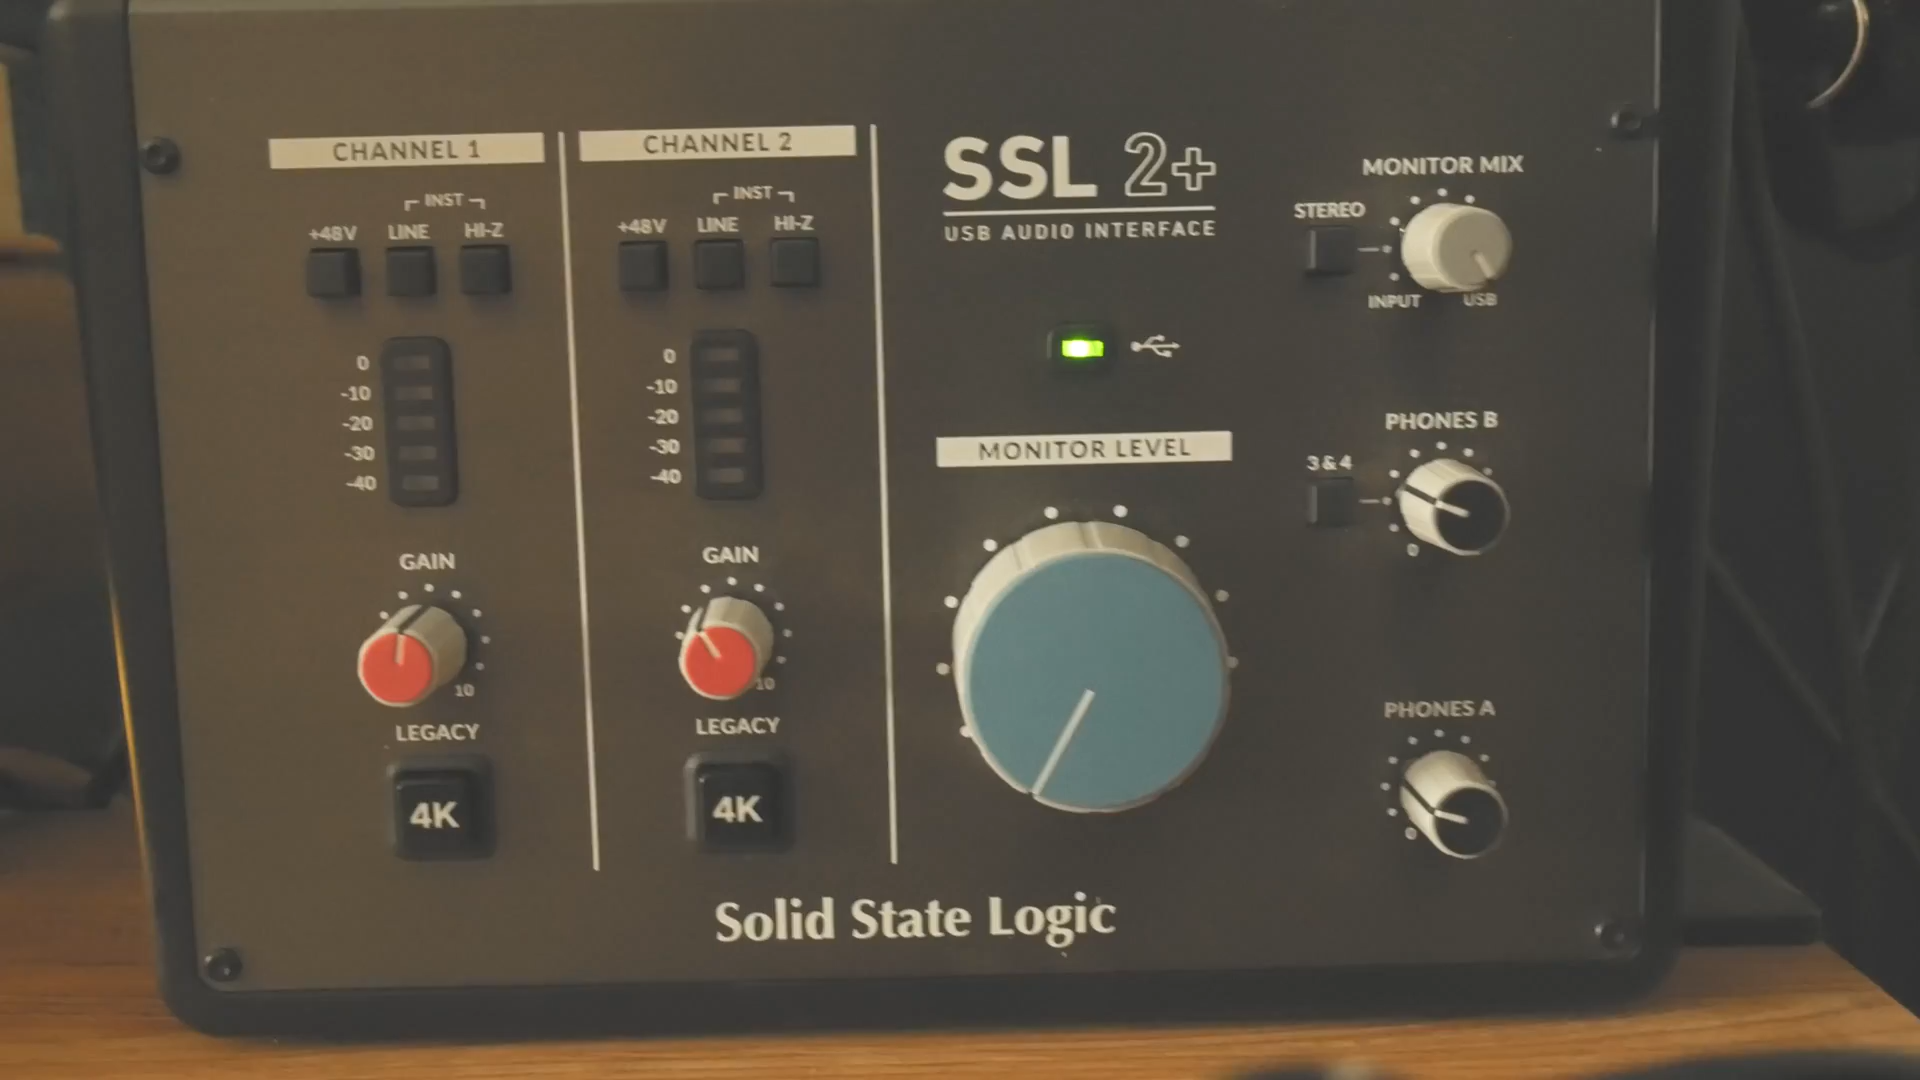 CHANNEL 1
INST
+48V LINE HI-Z
0
-10
-20
-30
-40
GAIN
10
LEGACY
4K
CHANNEL 2
INST
+48V LINE HI-Z
0
-10
-20
-30
-40
GAIN
10
LEGACY
4K
SSL 2+
USB AUDIO INTERFACE
MONITOR LEVEL
MONITOR MIX
STEREO
INPUT USB
PHONES B
3&4
0
PHONES A
0
Solid State Logic